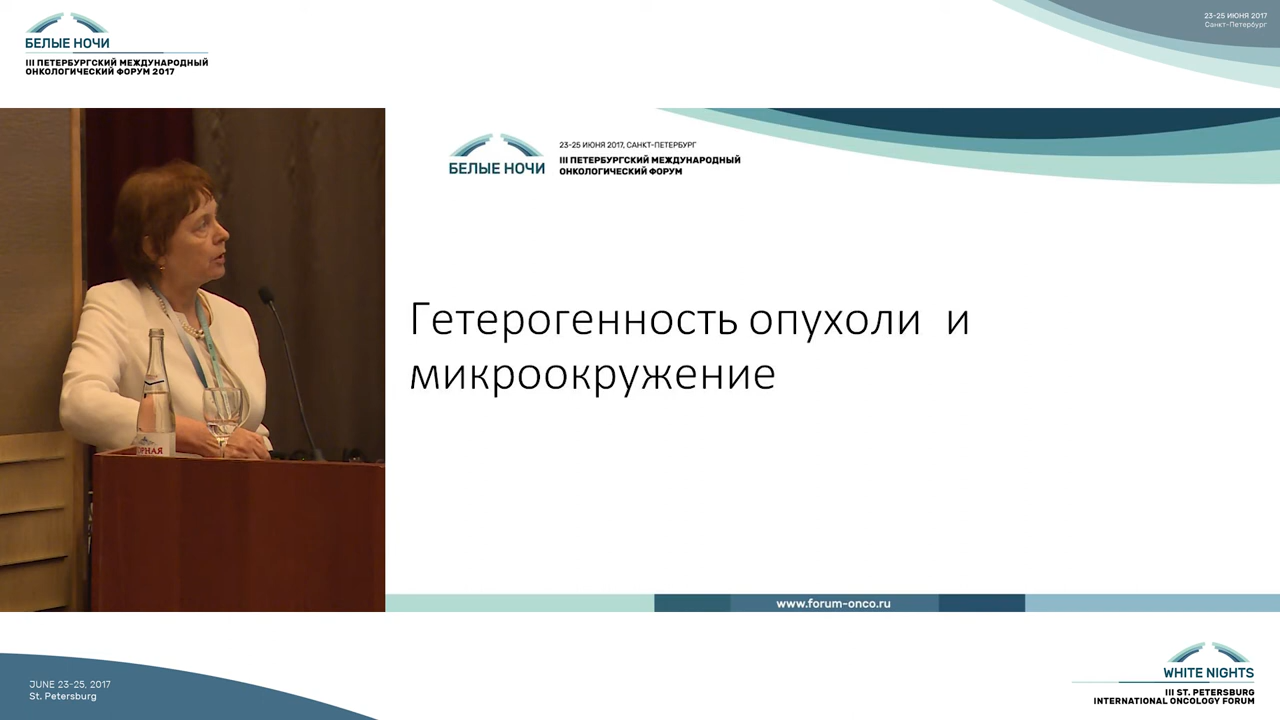 БЕЛЫЕ НОЧИ
III ПЕТЕРБУРГСКИЙ МЕЖДУНАРОДНЫЙ
ОНКОЛОГИЧЕСКИЙ ФОРУМ 2017
23-25 ИЮНЯ 2017
Санкт-Петербург
БЕЛЫЕ НОЧИ
23-25 ИЮНЯ 2017, САНКТ-ПЕТЕРБУРГ
III ПЕТЕРБУРГСКИЙ МЕЖДУНАРОДНЫЙ
ОНКОЛОГИЧЕСКИЙ ФОРУМ
Гетерогенность опухоли и
микроокружение
ОРНАЯ
www.forum-onco.ru
JUNE 23-25, 2017
St. Petersburg
WHITE NIGHTS
III ST. PETERSBURG
INTERNATIONAL ONCOLOGY FORUM